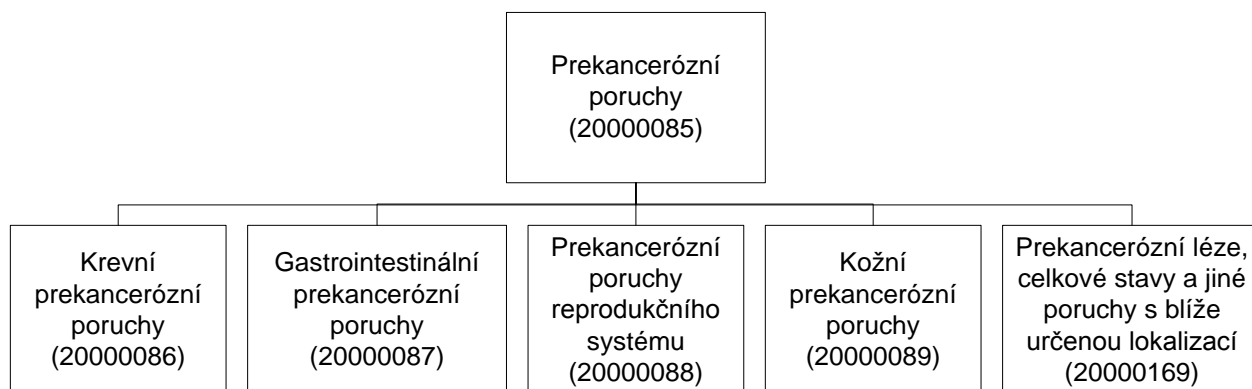 Prekancerózní
poruchy
(20000085)
Krevní
prekancerózní
poruchy
(20000086)
Gastrointestinální
prekancerózní
poruchy
(20000087)
Prekancerózní
poruchy
reprodukčního
systému
(20000088)
Kožní
prekancerózní
poruchy
(20000089)
Prekancerózní léze,
celkové stavy a jiné
poruchy s blíže
určenou lokalizací
(20000169)